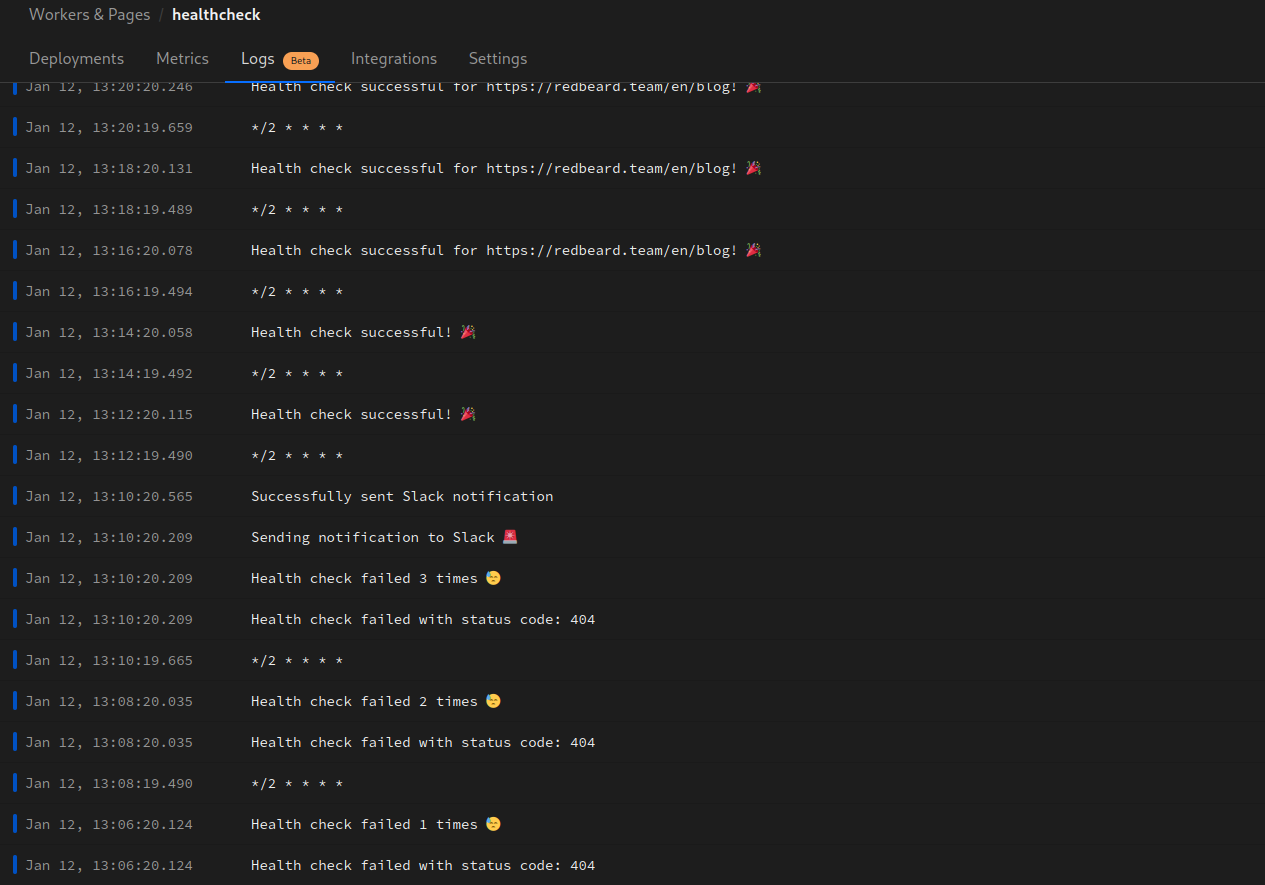 Workers & Pages / healthcheck
Deployments Metrics Logs Beta Integrations Settings
Jan 12, 13:20:20.246 Health check successful for https://redbeard.team/en/blog! 🎉
Jan 12, 13:20:19.659 */2 * * * *
Jan 12, 13:18:20.131 Health check successful for https://redbeard.team/en/blog! 🎉
Jan 12, 13:18:19.489 */2 * * * *
Jan 12, 13:16:20.078 Health check successful for https://redbeard.team/en/blog! 🎉
Jan 12, 13:16:19.494 */2 * * * *
Jan 12, 13:14:20.058 Health check successful! 🎉
Jan 12, 13:14:19.492 */2 * * * *
Jan 12, 13:12:20.115 Health check successful! 🎉
Jan 12, 13:12:19.490 */2 * * * *
Jan 12, 13:10:20.565 Successfully sent Slack notification
Jan 12, 13:10:20.209 Sending notification to Slack 🚨
Jan 12, 13:10:20.209 Health check failed 3 times 😓
Jan 12, 13:10:20.209 Health check failed with status code: 404
Jan 12, 13:10:19.665 */2 * * * *
Jan 12, 13:08:20.035 Health check failed 2 times 😓
Jan 12, 13:08:20.035 Health check failed with status code: 404
Jan 12, 13:08:19.490 */2 * * * *
Jan 12, 13:06:20.124 Health check failed 1 times 😓
Jan 12, 13:06:20.124 Health check failed with status code: 404